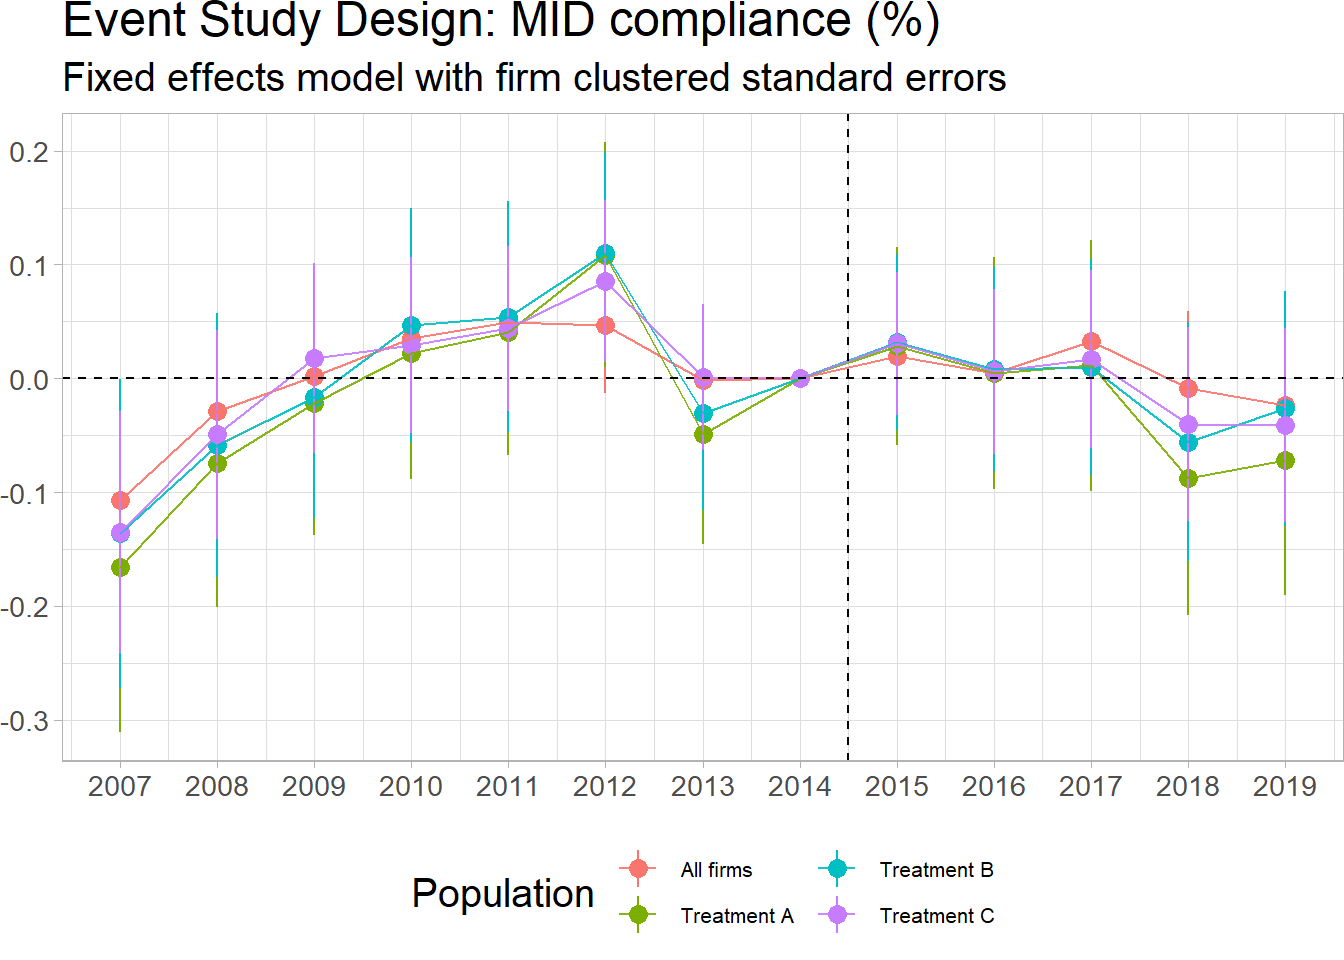 Event Study Design: MID compliance (%)
Fixed effects model with firm clustered standard errors
0.2
0.1
0.0
-0.1
-0.2
-0.3
2007 2008 2009 2010 2011 2012 2013 2014 2015 2016 2017 2018 2019
Population
All firms
Treatment A
Treatment B
Treatment C